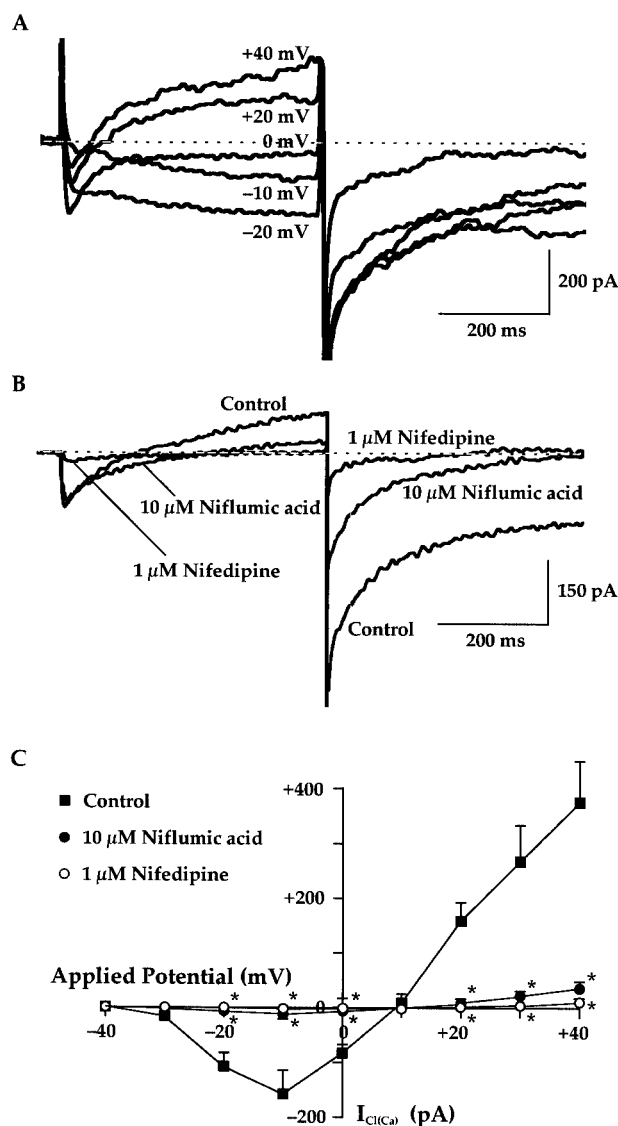 A
+40 mV
+20 mV
0 mV
−10 mV
−20 mV
200 pA
200 ms
B
Control
1 μM Nifedipine
10 μM Niflumic acid
10 μM Niflumic acid
1 μM Nifedipine
150 pA
Control
200 ms
C
+400
Control
10 μM Niflumic acid
1 μM Nifedipine
+200
Applied Potential (mV)
* * * * * *
0
* * * * * *
−40 −20 0 +20 +40
−200
I_Cl(Ca) (pA)